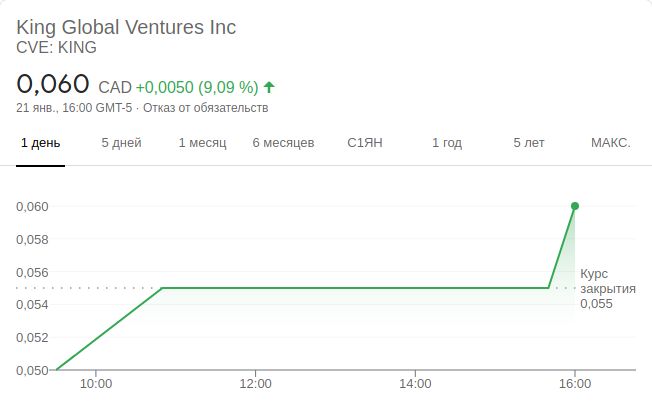 King Global Ventures Inc
CVE: KING
0,060 CAD +0,0050 (9,09 %)
21 янв., 16:00 GMT-5 · Отказ от обязательств
1 день 5 дней 1 месяц 6 месяцев С1ЯН 1 год 5 лет МАКС.
0,060
0,058
0,056
0,054
0,052
0,050
Курс
закрытия
0,055
10:00 12:00 14:00 16:00